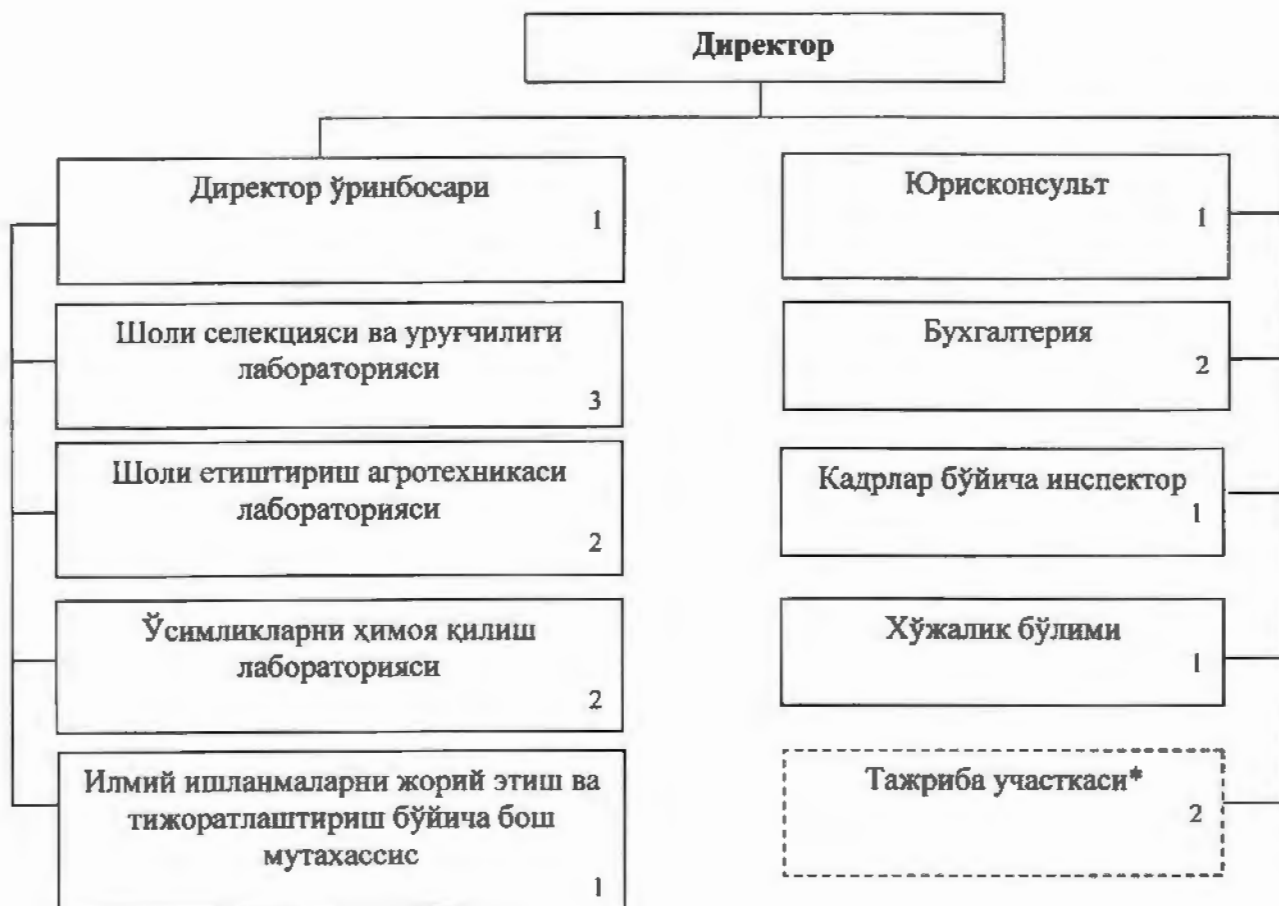 Директор
Директор ўринбосари
1
Шоли селекцияси ва уруғчилиги
лабораторияси
3
Шоли етиштириш агротехникаси
лабораторияси
2
Ўсимликларни ҳимоя қилиш
лабораторияси
2
Илмий ишланмаларни жорий этиш ва
тижоратлаштириш бўйича бош
мутахассис
1
Юрисконсульт
1
Бухгалтерия
2
Кадрлар бўйича инспектор
1
Хўжалик бўлими
1
Тажриба участкаси*
2